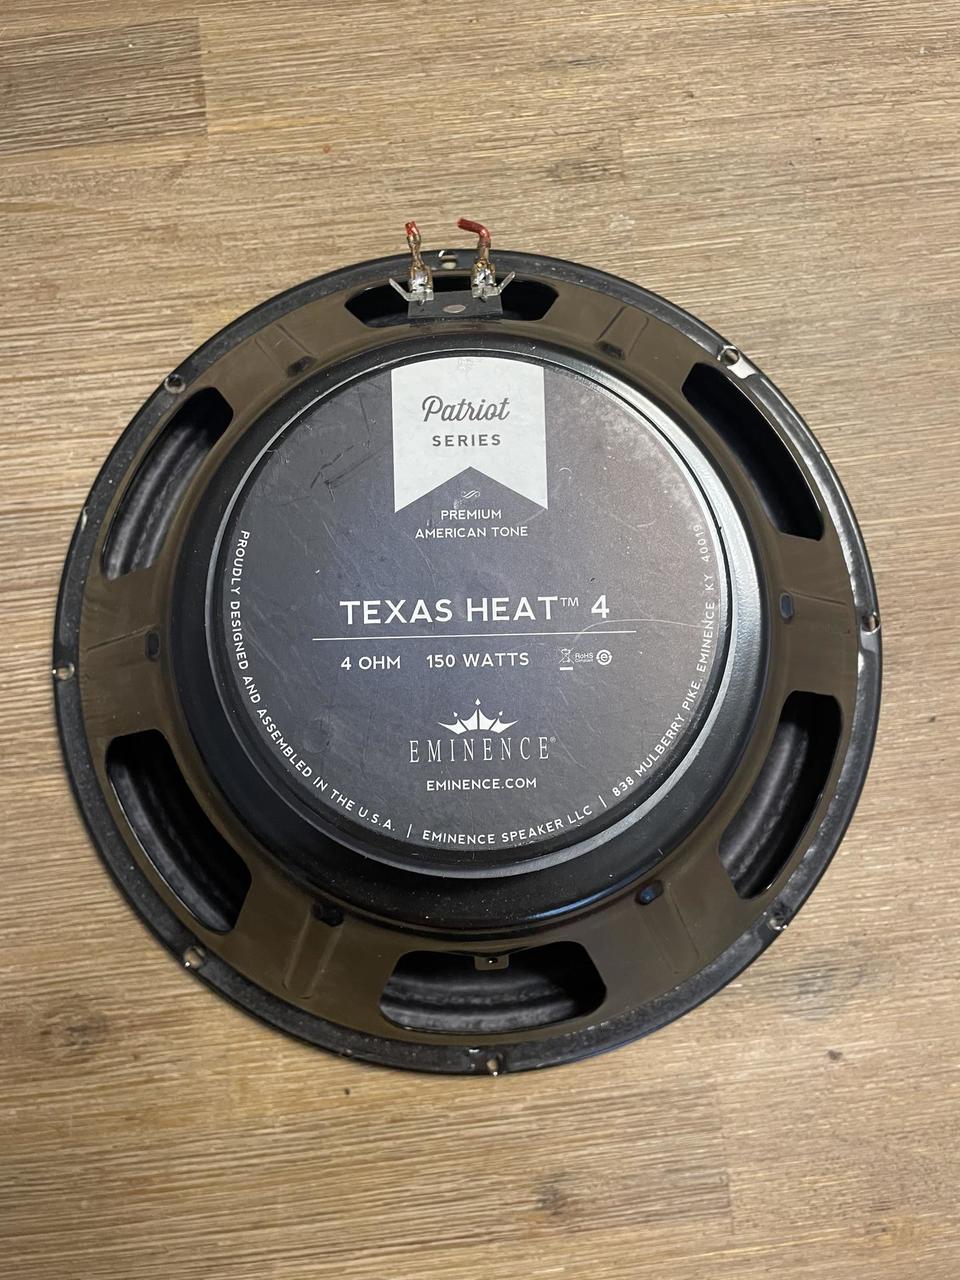 Patriot
SERIES
PREMIUM
AMERICAN TONE
TEXAS HEAT™ 4
4 OHM 150 WATTS
RoHS
EMINENCE®
EMINENCE.COM
PROUDLY DESIGNED AND ASSEMBLED IN THE U.S.A. | EMINENCE SPEAKER LLC | 838 MULBERRY PIKE, EMINENCE, KY 40019